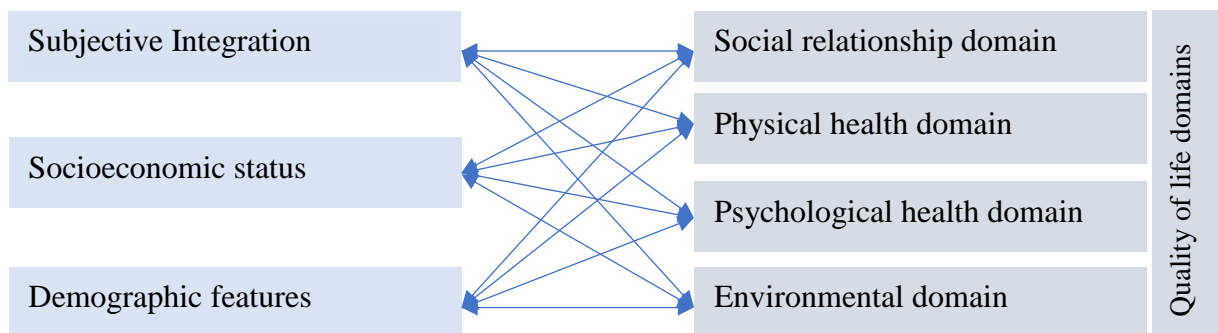 Subjective Integration
Socioeconomic status
Demographic features
Social relationship domain
Physical health domain
Psychological health domain
Environmental domain
Quality of life domains